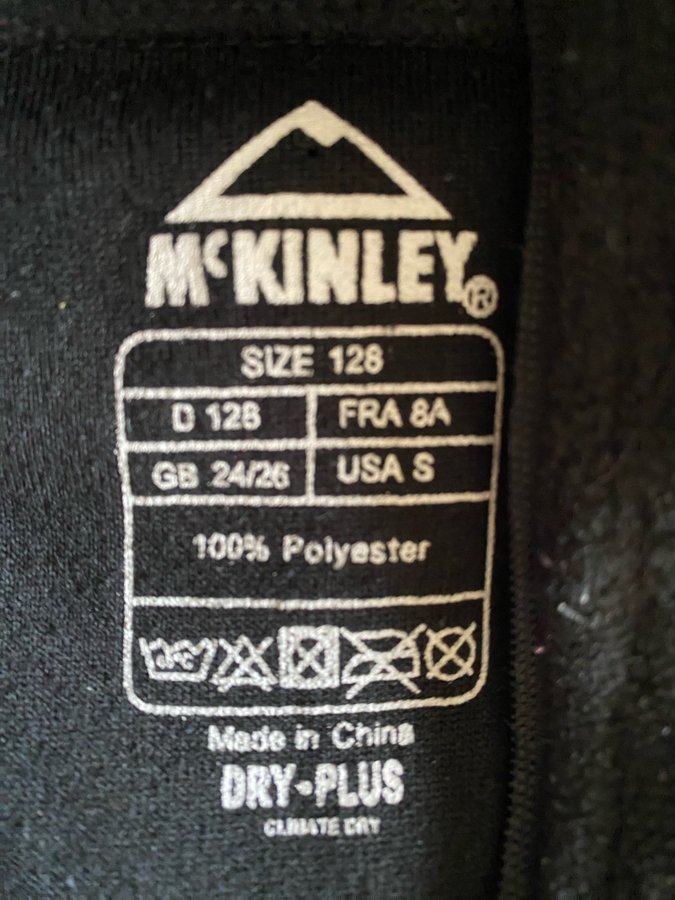 McKINLEY®
SIZE 128
D 128 FRA 8A
GB 24/26 USA S
100% Polyester
Made in China
DRY-PLUS
CLIMATE DRY